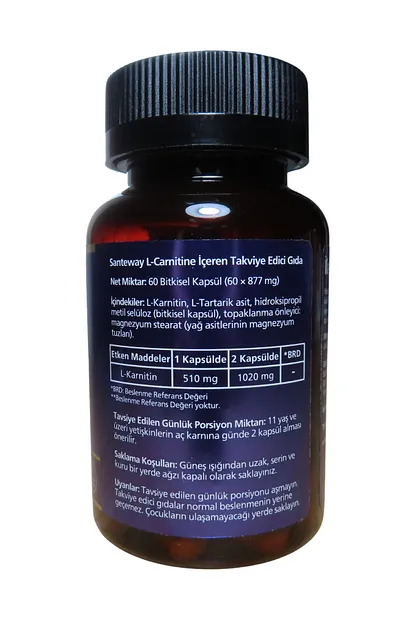 Santeway L-Carnitine İçeren Takviye Edici Gıda
Net Miktar: 60 Bitkisel Kapsül (60 × 877 mg)
İçindekiler: L-Karnitin, L-Tartarik asit, hidroksipropil
metil selüloz (bitkisel kapsül), topaklanma önleyici:
magnezyum stearat (yağ asitlerinin magnezyum
tuzları).
Etken Maddeler 1 Kapsülde 2 Kapsülde *BRD
L-Karnitin 510 mg 1020 mg -
*BRD: Beslenme Referans Değeri
**Beslenme Referans Değeri yoktur.
Tavsiye Edilen Günlük Porsiyon Miktarı: 11 yaş ve
üzeri yetişkinlerin aç karnına günde 2 kapsül alması
önerilir.
Saklama Koşulları: Güneş ışığından uzak, serin ve
kuru bir yerde ağzı kapalı olarak saklayınız.
Uyarılar: Tavsiye edilen günlük porsiyonu aşmayın.
Takviye edici gıdalar normal beslenmenin yerine
geçemez. Çocukların ulaşamayacağı yerde saklayın.